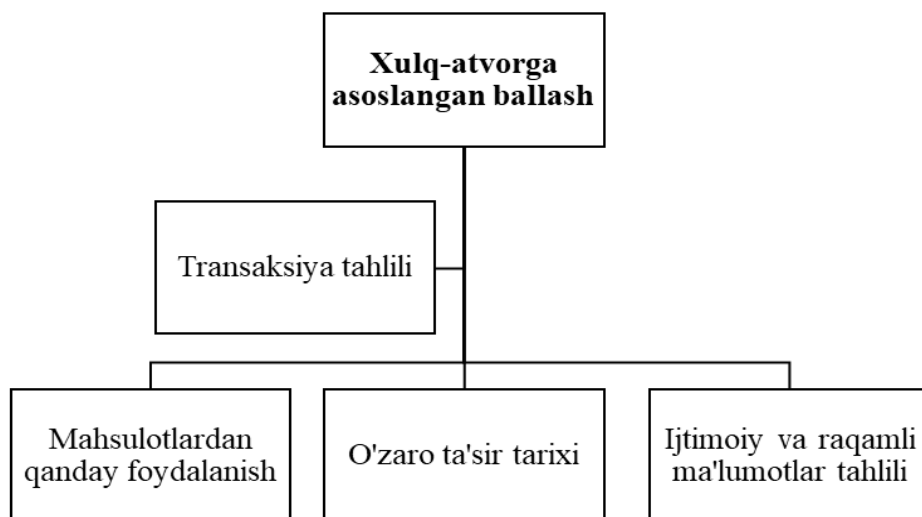 Xulq-atvorga
asoslangan ballash
Transaksiya tahlili
Mahsulotlardan
qanday foydalanish
O'zaro ta'sir tarixi
Ijtimoiy va raqamli
ma'lumotlar tahlili